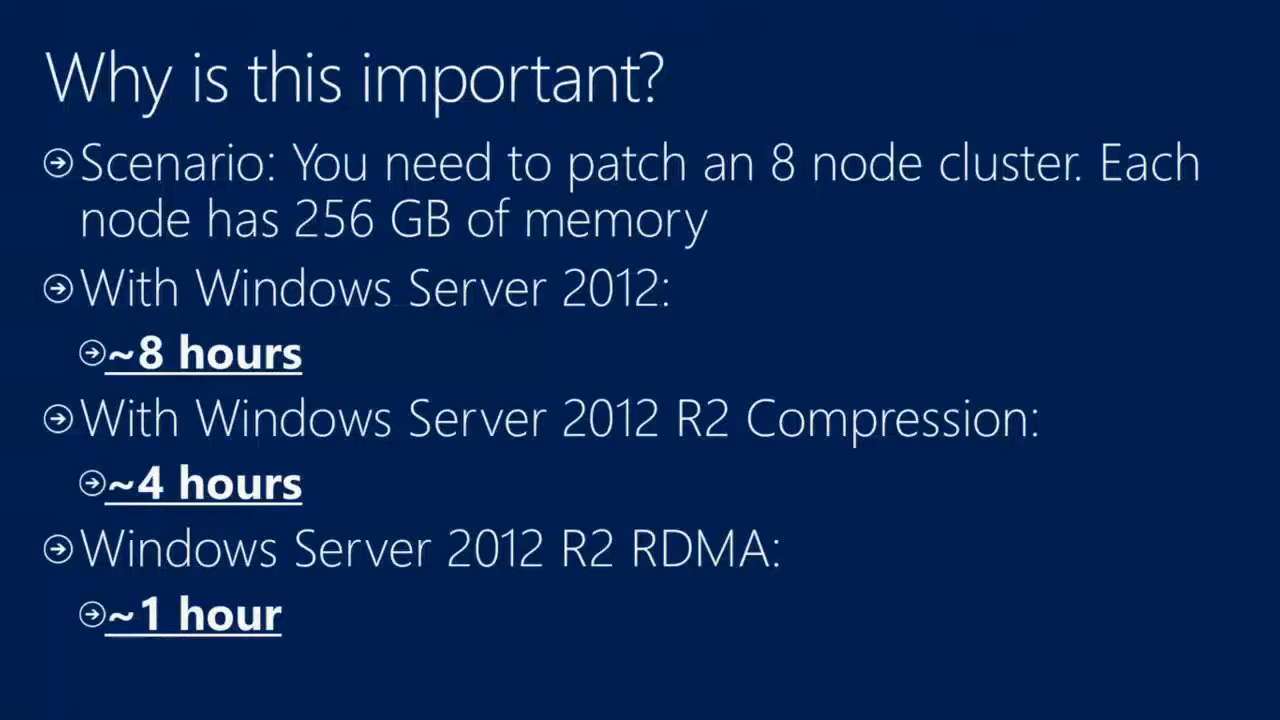 Why is this important?
Scenario: You need to patch an 8 node cluster. Each
node has 256 GB of memory
With Windows Server 2012:
~8 hours
With Windows Server 2012 R2 Compression:
~4 hours
Windows Server 2012 R2 RDMA:
~1 hour